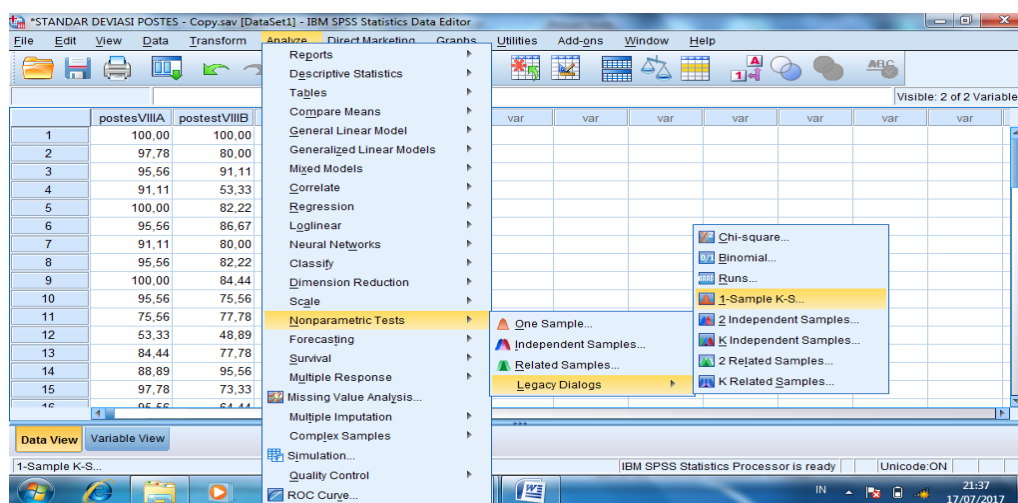 *STANDAR DEVIASI POSTES - Copy.sav [DataSet1] - IBM SPSS Statistics Data Editor
File Edit View Data Transform Analyze Direct Marketing Graphs Utilities Add-ons Window Help
Visible: 2 of 2 Variable
postesVIIIA postestVIIIB var var var var var var var
1 100,00 100,00
2 97,78 80,00
3 95,56 91,11
4 91,11 53,33
5 100,00 82,22
6 95,56 86,67
7 91,11 80,00
8 95,56 82,22
9 100,00 84,44
10 95,56 75,56
11 75,56 77,78
12 53,33 48,89
13 84,44 77,78
14 88,89 95,56
15 97,78 73,33
16 95,56 64,44
Reports
Descriptive Statistics
Tables
Compare Means
General Linear Model
Generalized Linear Models
Mixed Models
Correlate
Regression
Loglinear
Neural Networks
Classify
Dimension Reduction
Scale
Nonparametric Tests
Forecasting
Survival
Multiple Response
Missing Value Analysis...
Multiple Imputation
Complex Samples
Simulation...
Quality Control
ROC Curve...
One Sample...
Independent Samples...
Related Samples...
Legacy Dialogs
Chi-square...
Binomial...
Runs...
1-Sample K-S...
2 Independent Samples...
K Independent Samples...
2 Related Samples...
K Related Samples...
Data View Variable View
1-Sample K-S... IBM SPSS Statistics Processor is ready Unicode:ON
IN 21:37
17/07/2017